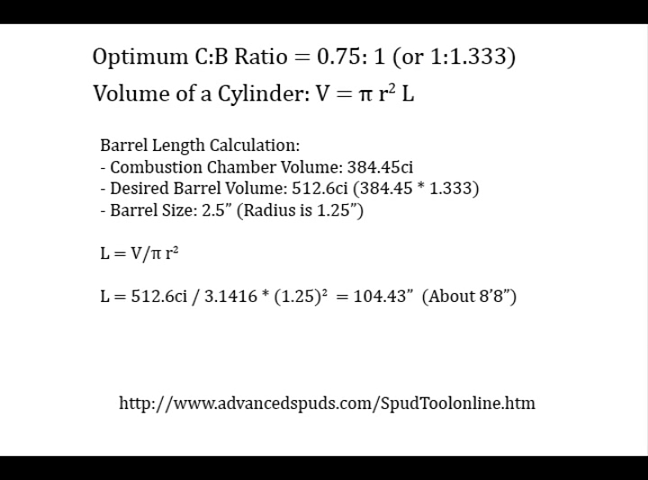 Optimum C:B Ratio = 0.75: 1 (or 1:1.333)
Volume of a Cylinder: V = π r² L
Barrel Length Calculation:
- Combustion Chamber Volume: 384.45ci
- Desired Barrel Volume: 512.6ci (384.45 * 1.333)
- Barrel Size: 2.5” (Radius is 1.25”)
L = V/π r²
L = 512.6ci / 3.1416 * (1.25)² = 104.43” (About 8’8”)
http://www.advancedspuds.com/SpudToolonline.htm